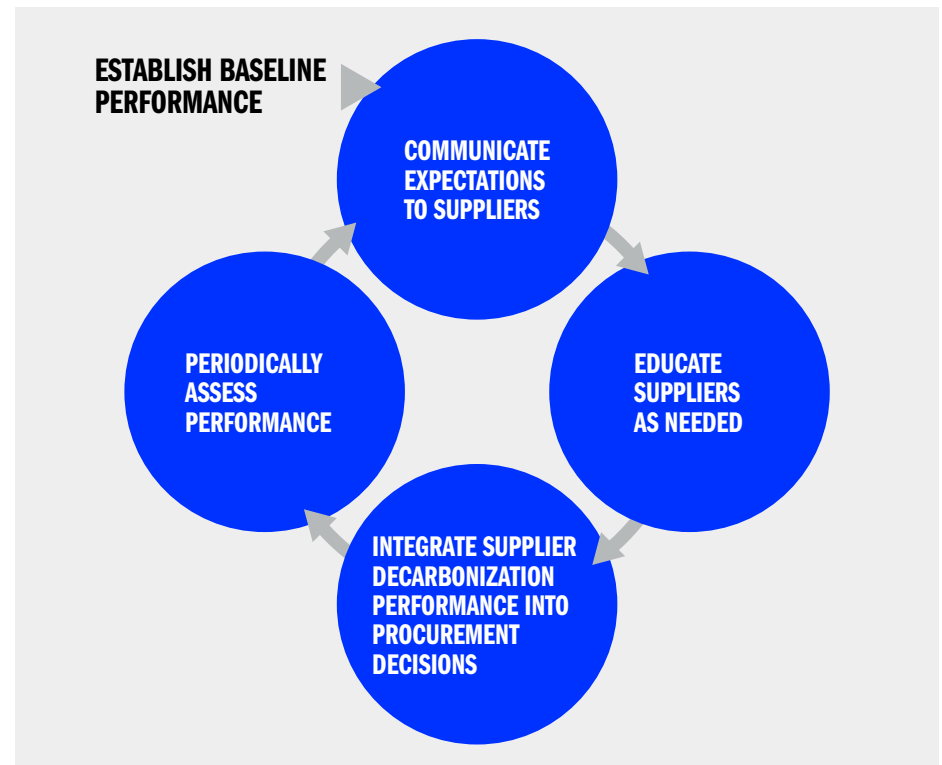 ESTABLISH BASELINE
PERFORMANCE
COMMUNICATE
EXPECTATIONS
TO SUPPLIERS
EDUCATE
SUPPLIERS
AS NEEDED
INTEGRATE SUPPLIER
DECARBONIZATION
PERFORMANCE INTO
PROCUREMENT
DECISIONS
PERIODICALLY
ASSESS
PERFORMANCE